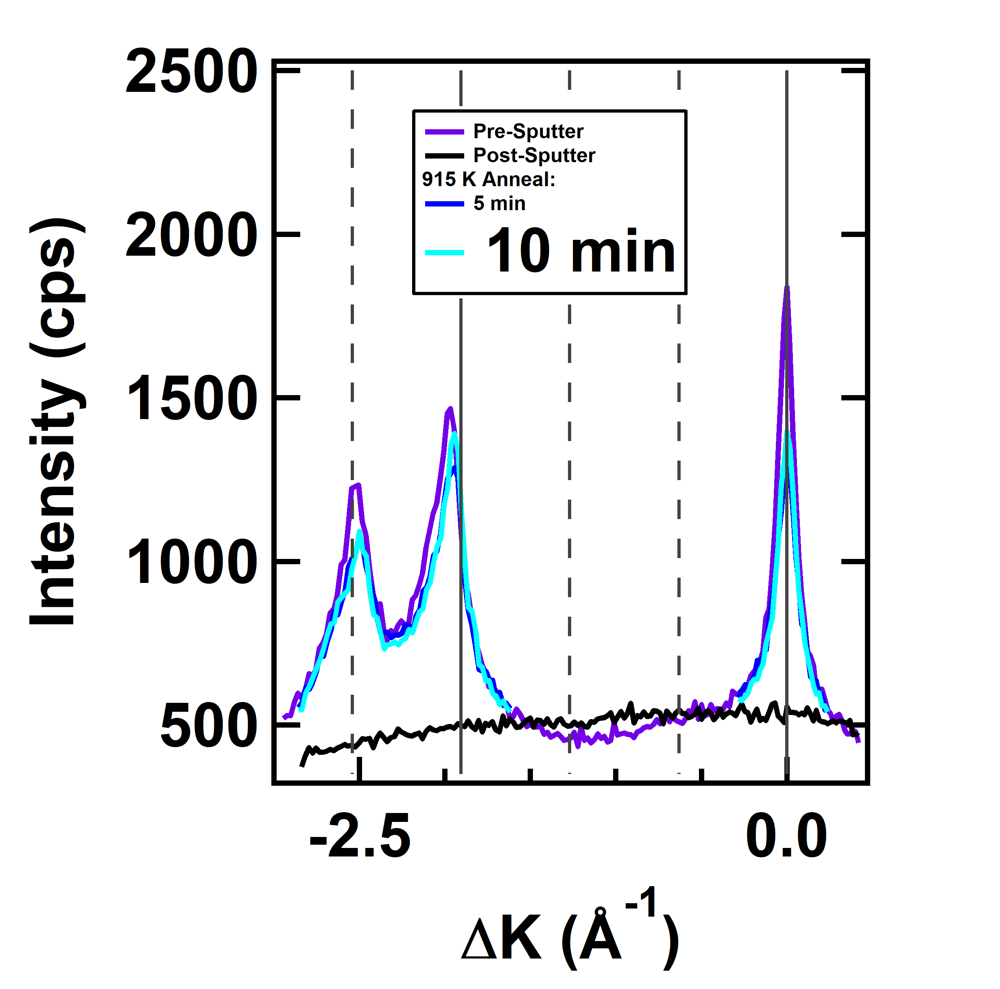 2500
2000
1500
1000
500
Intensity (cps)
Pre-Sputter
Post-Sputter
915 K Anneal:
5 min
10 min
-2.5 0.0
ΔK (Å-1)